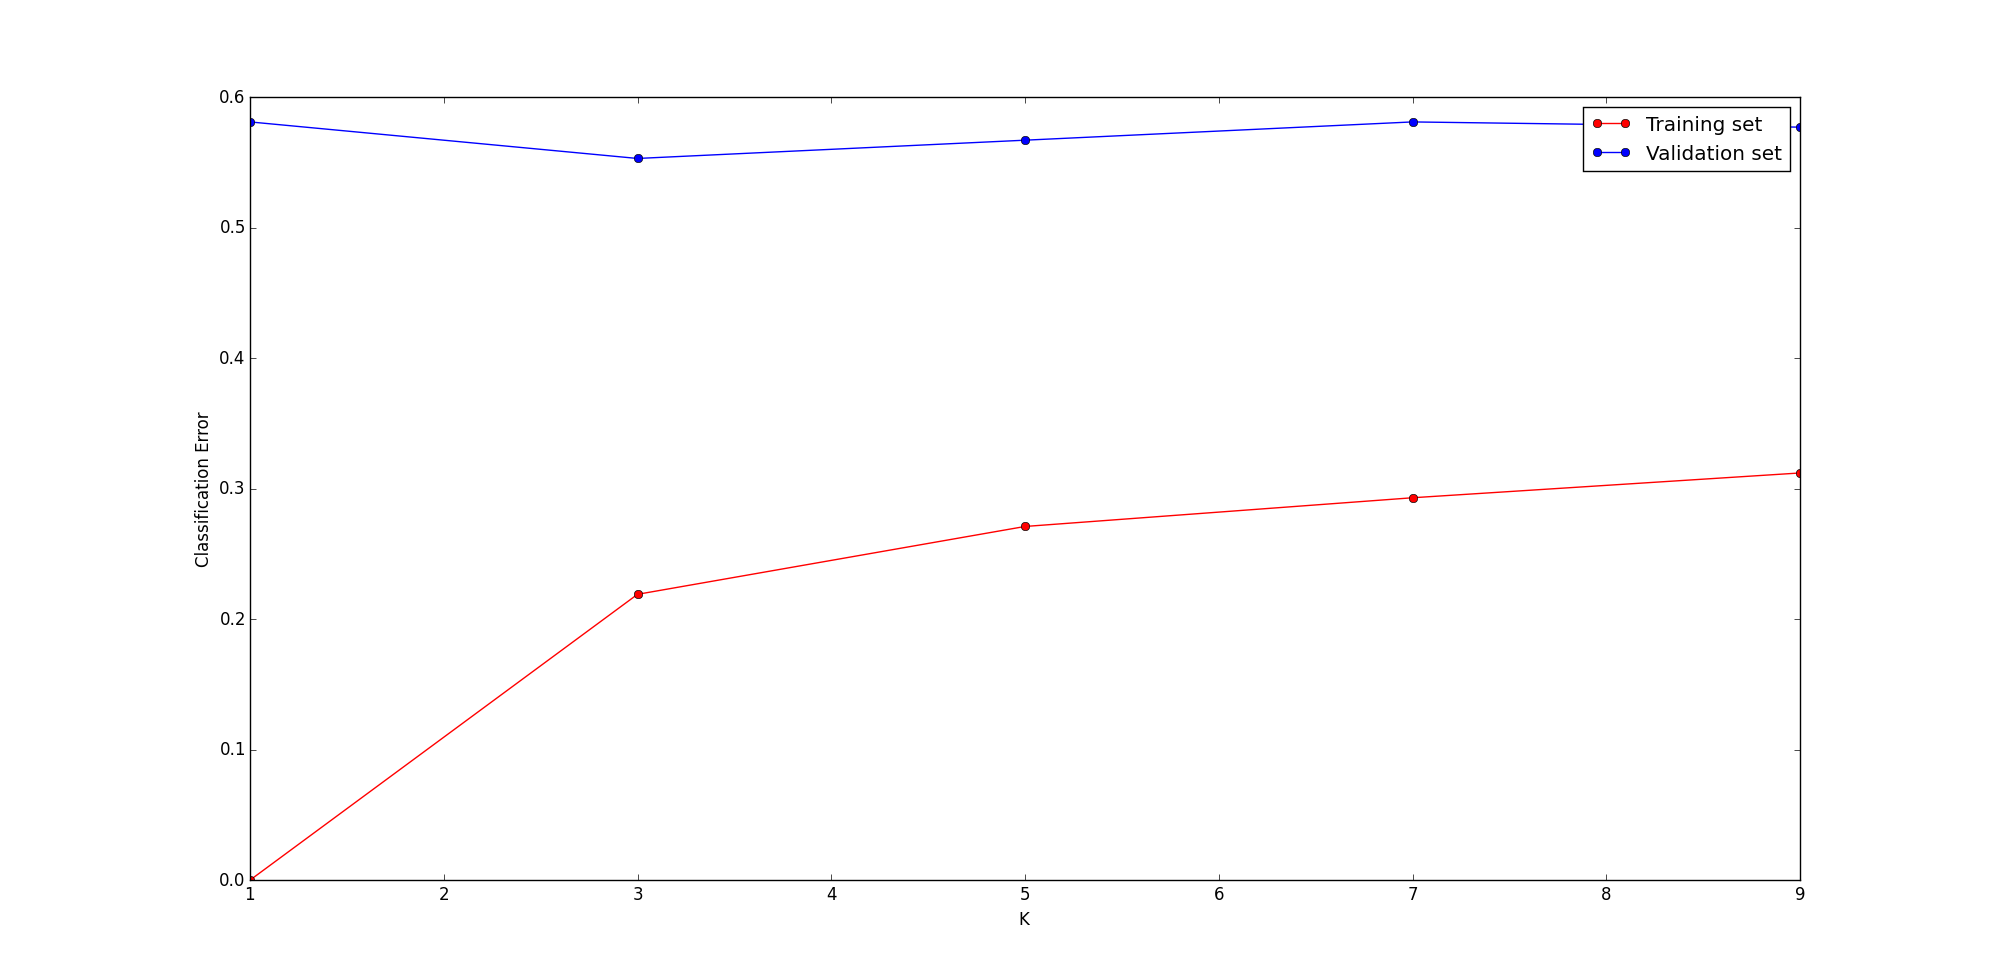 0.6
Training set
Validation set
0.5
0.4
Classification Error
0.3
0.2
0.1
0.0
1 2 3 4 5 6 7 8 9
K